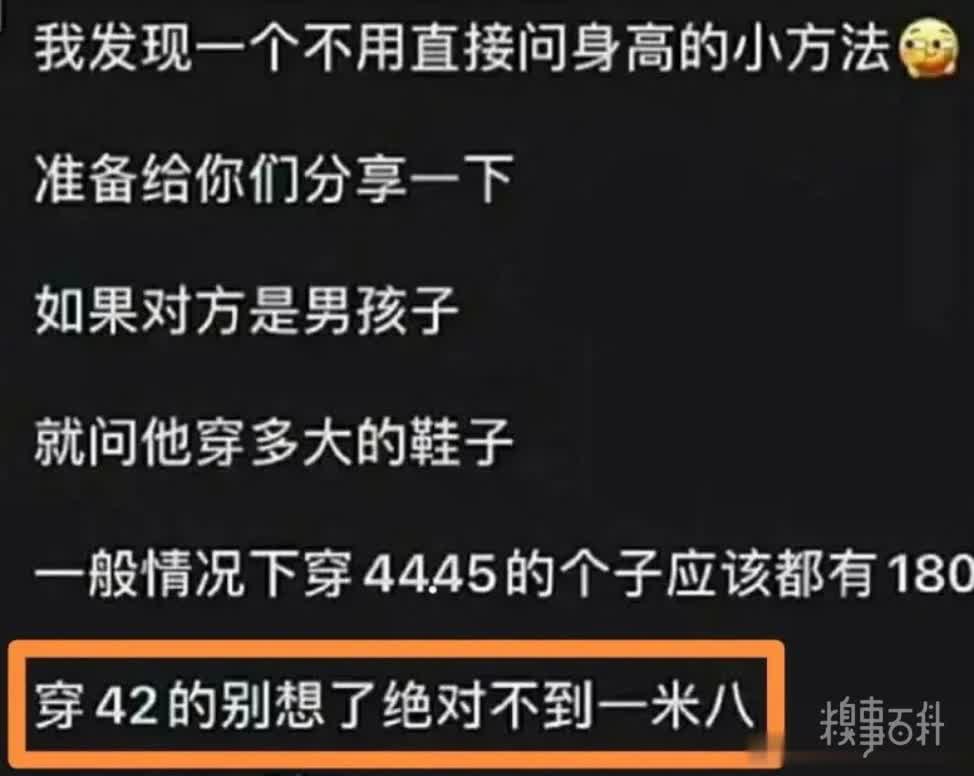 我发现一个不用直接问身高的小方法
准备给你们分享一下
如果对方是男孩子
就问他穿多大的鞋子
一般情况下穿44.45的个子应该都有180
穿42的别想了绝对不到一米八
糗事百科